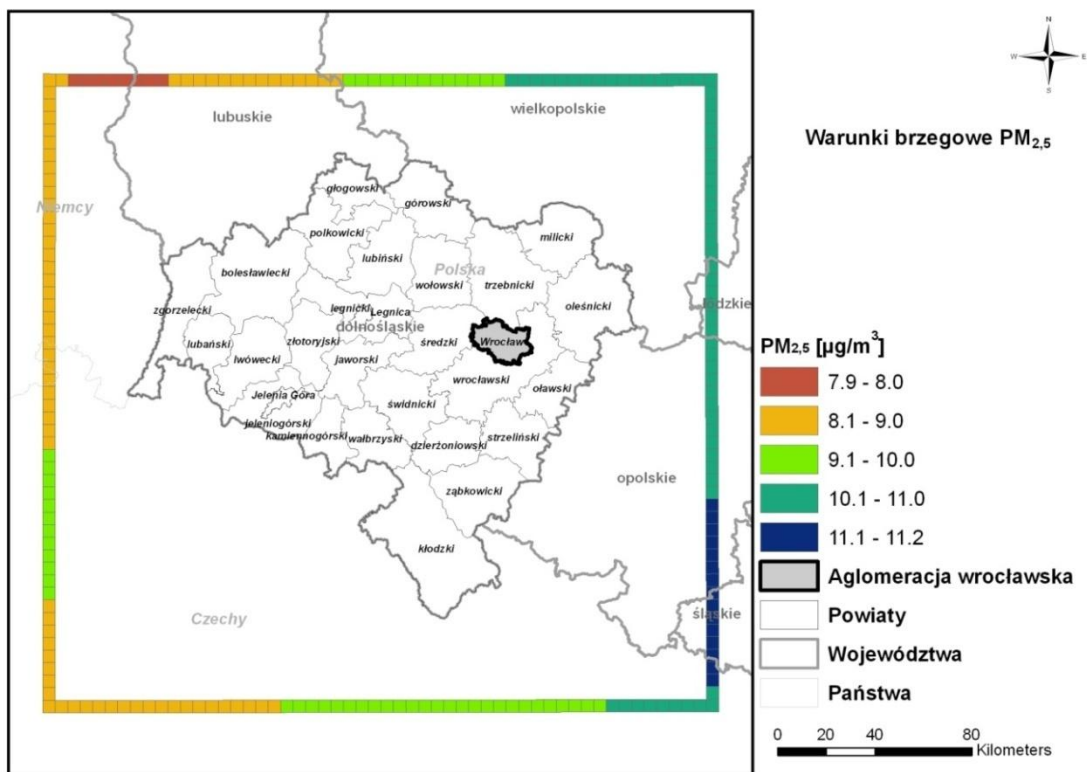 N
W E
S
Warunki brzegowe PM2,5
lubuskie
wielkopolskie
głogowski
górowski
Niemcy
polkowicki
milicki
lubiński
Polska
bolesławiecki
wołowski
trzebnicki
zgorzelecki
legnicki
Legnica
oleśnicki
łódzkie
dolnośląskie
lubański
złotoryjski
średzki
Wrocław
lwówecki
jaworski
wrocławski
Jelenia Góra
świdnicki
oławski
jeleniogórski
kamiennogórski
wałbrzyski
dzierżoniowski
strzeliński
ząbkowicki
opolskie
kłodzki
Czechy
śląskie
PM2,5 [µg/m3]
7.9 - 8.0
8.1 - 9.0
9.1 - 10.0
10.1 - 11.0
11.1 - 11.2
Aglomeracja wrocławska
Powiaty
Województwa
Państwa
0 20 40 80
Kilometers